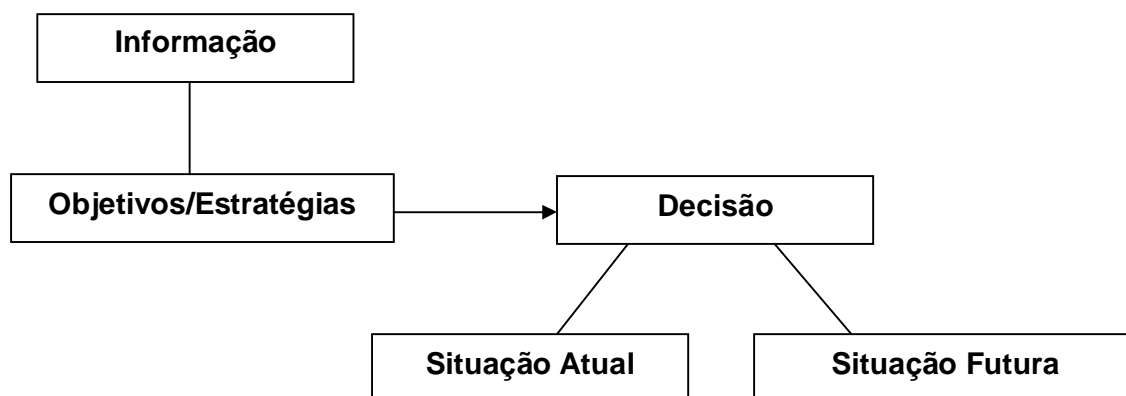 Informação
Objetivos/Estratégias
Decisão
Situação Atual
Situação Futura